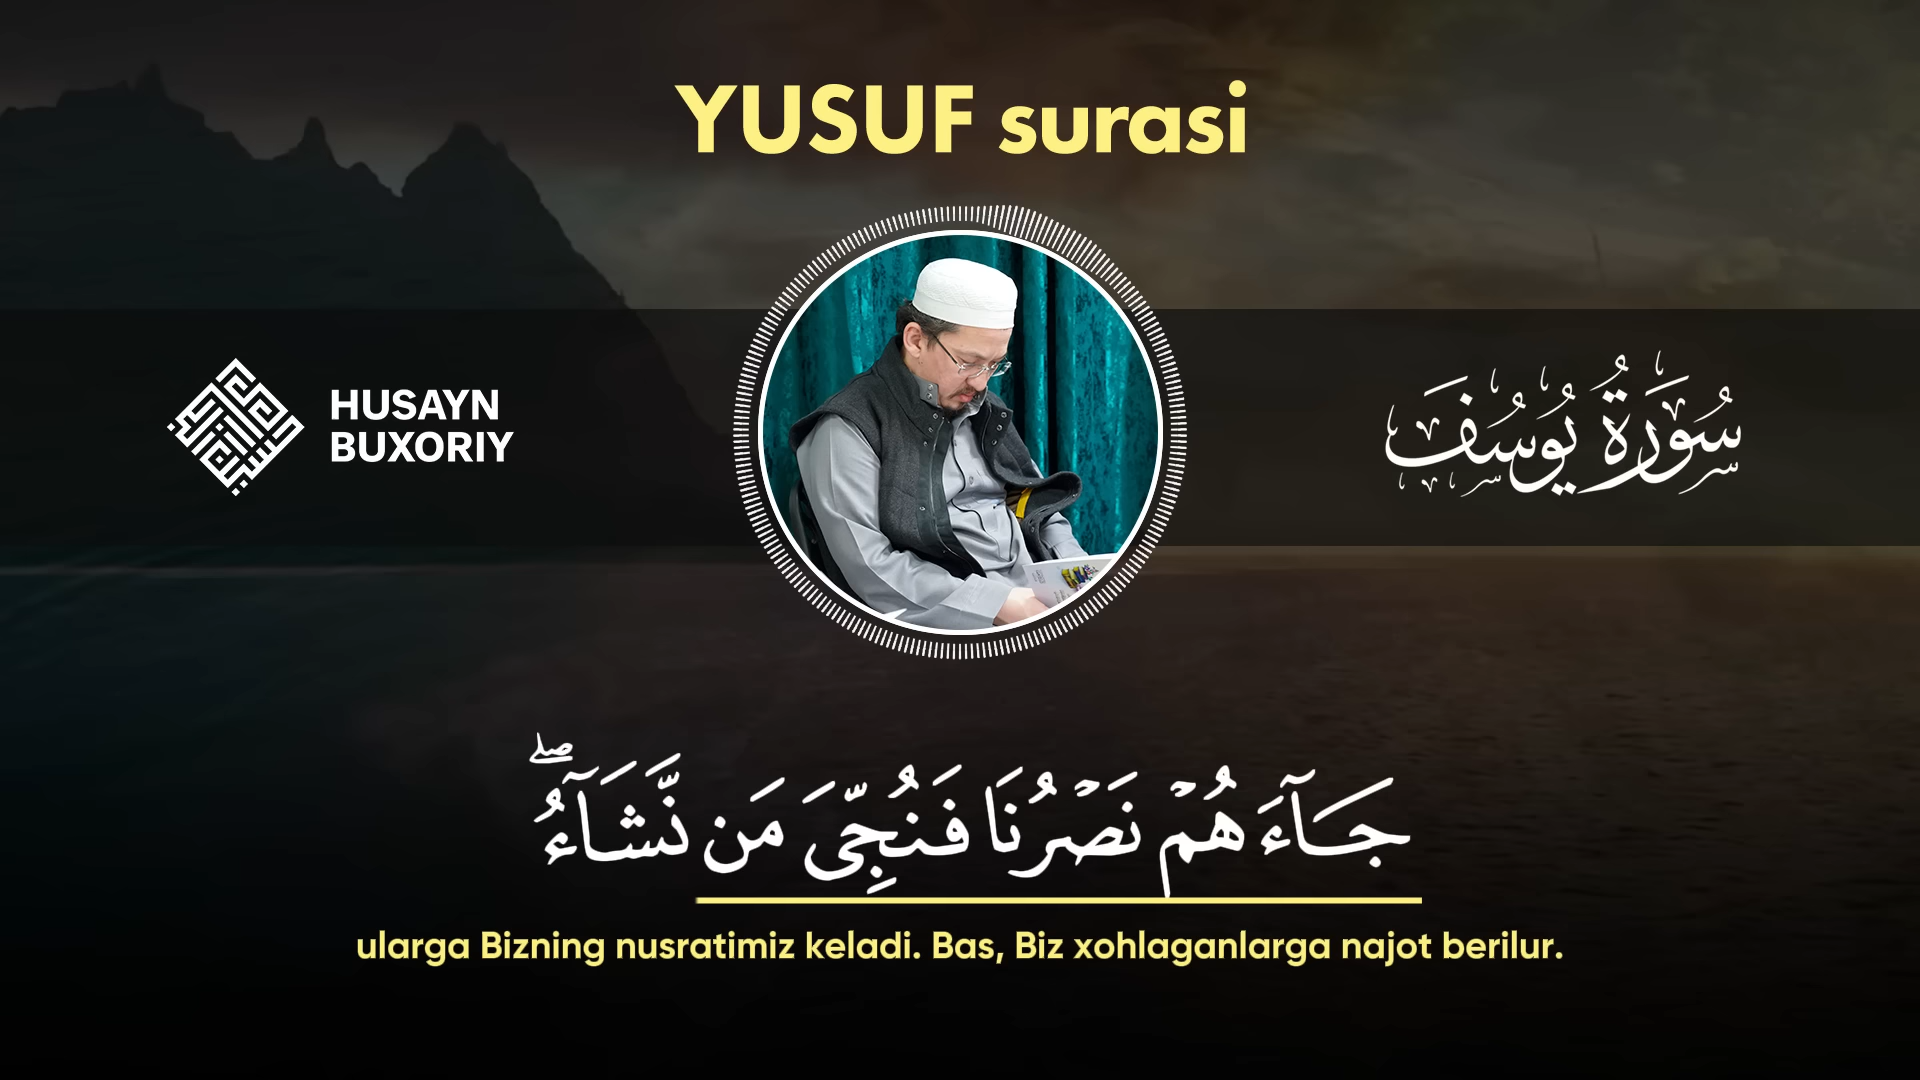 YUSUF surasi
HUSAYN
BUXORIY
سُورَةُ يُوسُفَ
جَآءَهُمْ نَصْرُنَا فَنُجِّىَ مَن نَّشَآءُ ۖ
ularga Bizning nusratimiz keladi. Bas, Biz xohlaganlarga najot berilur.